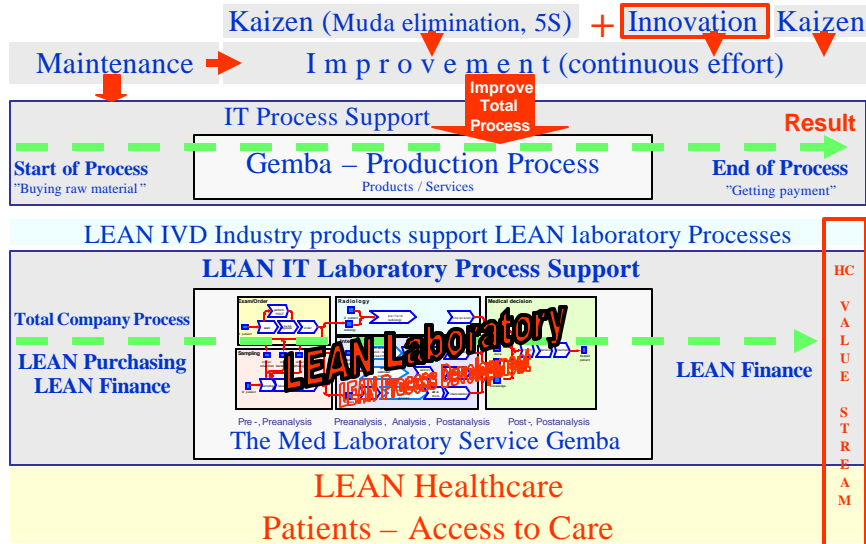 Kaizen (Muda elimination, 5S) + Innovation Kaizen
Maintenance I m p r o v e m e n t (continuous effort)
Improve
Total
Process
IT Process Support
Result
Gemba – Production Process
Products / Services
Start of Process
"Buying raw material"
End of Process
"Getting payment"
LEAN IVD Industry products support LEAN laboratory Processes
LEAN IT Laboratory Process Support
HC VALUE STREAM
Total Company Process
LEAN Purchasing
LEAN Finance
Exam/Order
Radiology
Medical decision
Sampling
LEAN Laboratory
LEAN Process Development
LEAN Finance
Pre -, Preanalysis
Preanalysis , Analysis , Postanalysis
Post-, Postanalysis
The Med Laboratory Service Gemba
LEAN Healthcare
Patients – Access to Care